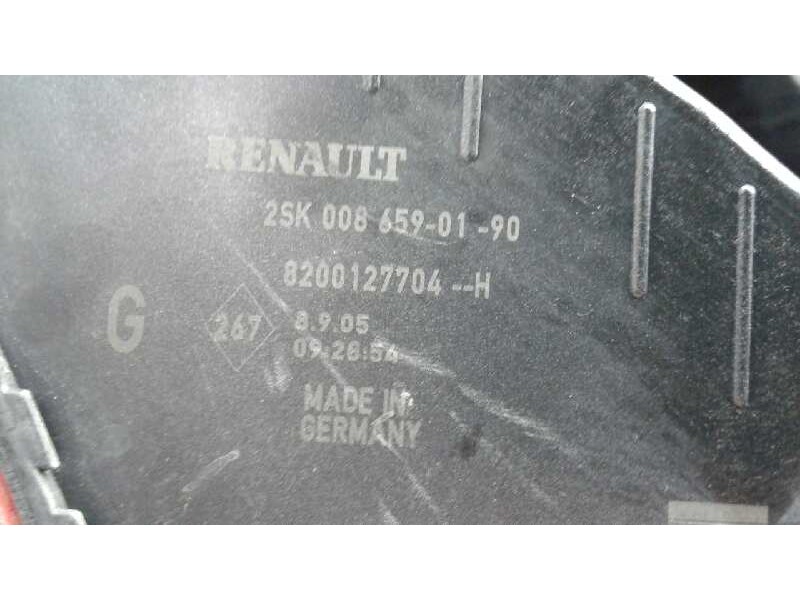 RENAULT
2SK 008 659-01-90
8200127704--H
G
267
8.9.05
09:28:54
MADE IN
GERMANY